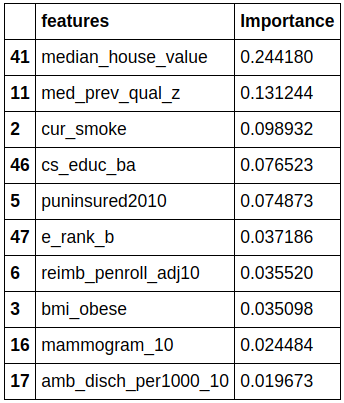 features Importance
41 median_house_value 0.244180
11 med_prev_qual_z 0.131244
2 cur_smoke 0.098932
46 cs_educ_ba 0.076523
5 puninsured2010 0.074873
47 e_rank_b 0.037186
6 reimb_penroll_adj10 0.035520
3 bmi_obese 0.035098
16 mammogram_10 0.024484
17 amb_disch_per1000_10 0.019673